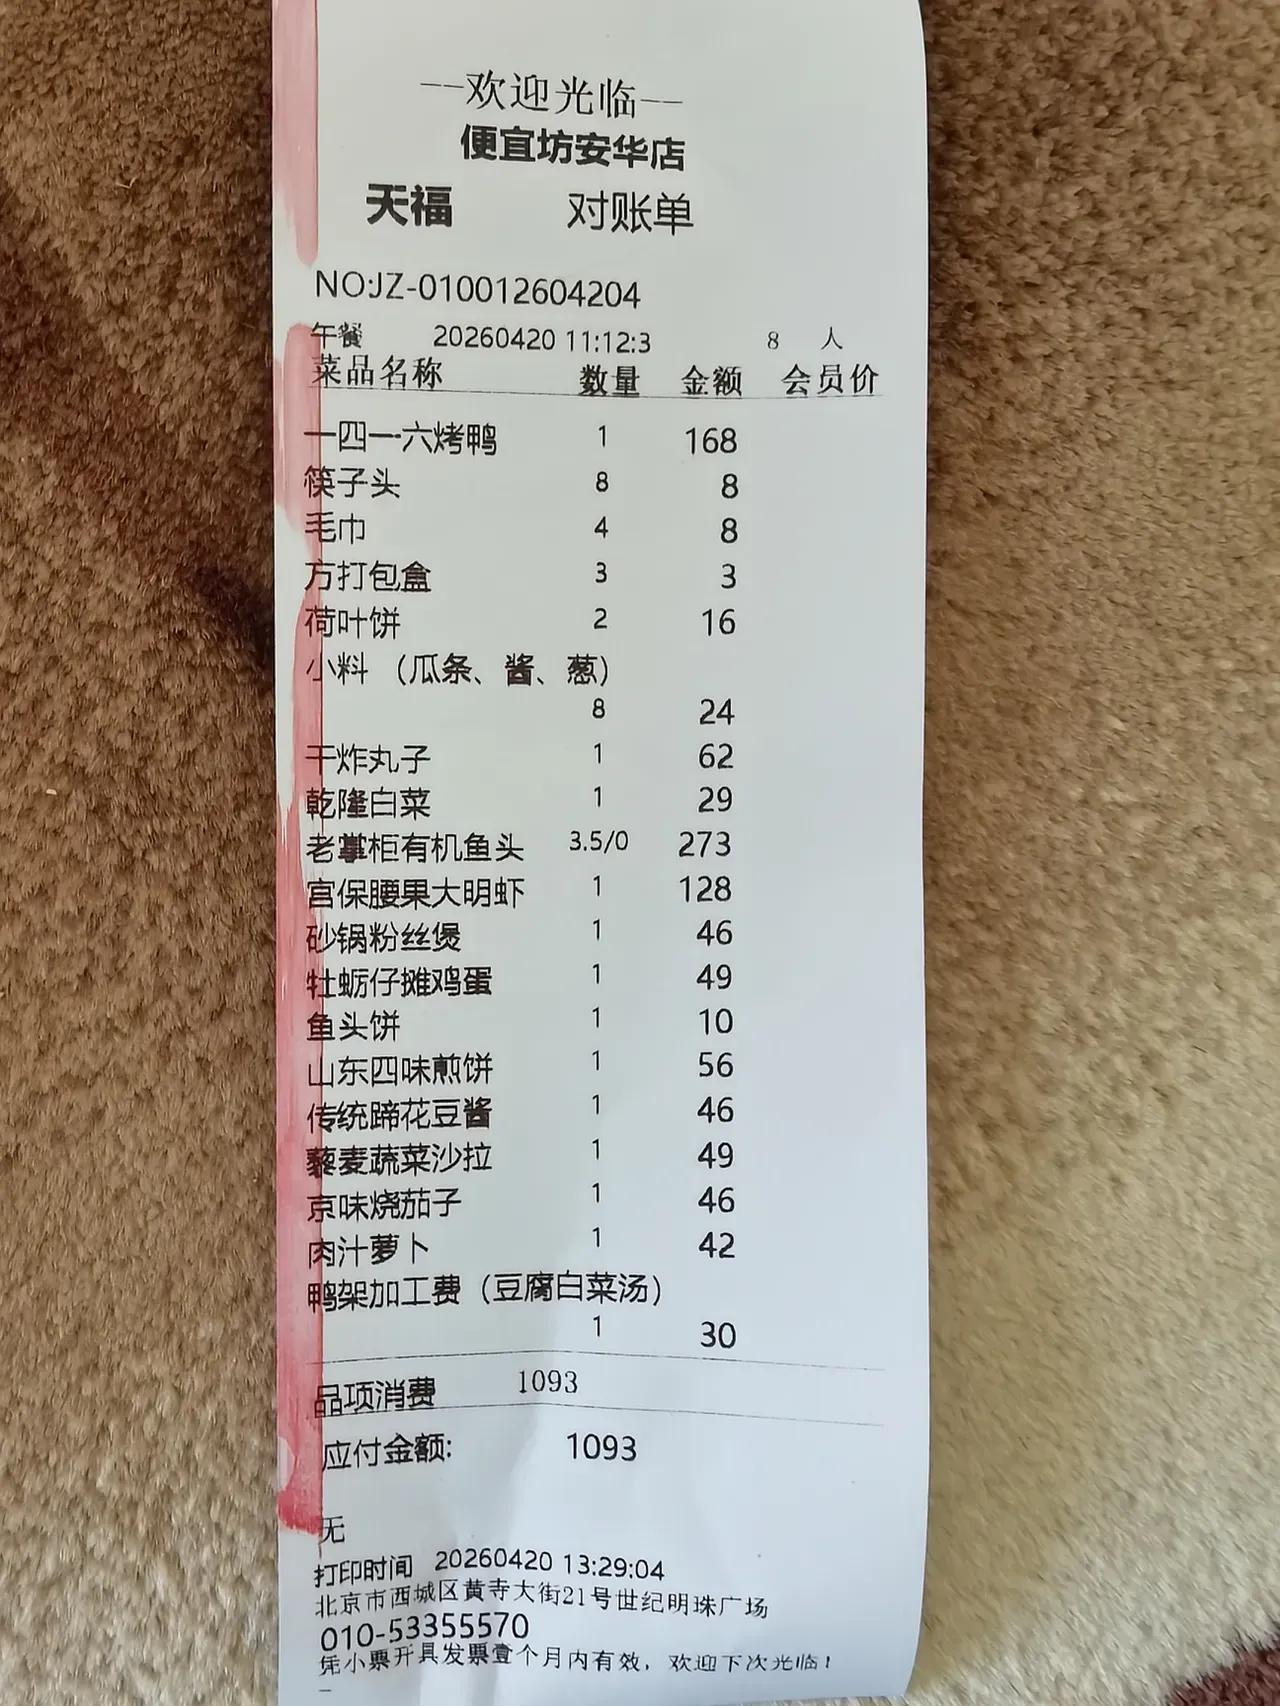 --欢迎光临--
便宜坊安华店
天福 对账单
NO:JZ-010012604204
午餐 20260420 11:12:3 8 人
菜品名称 数量 金额 会员价
一四一六烤鸭 1 168
筷子头 8 8
毛巾 4 8
方打包盒 3 3
荷叶饼 2 16
小料（瓜条、酱、葱）
8 24
干炸丸子 1 62
乾隆白菜 1 29
老掌柜有机鱼头 3.5/0 273
宫保腰果大明虾 1 128
砂锅粉丝煲 1 46
牡蛎仔摊鸡蛋 1 49
鱼头饼 1 10
山东四味煎饼 1 56
传统蹄花豆酱 1 46
藜麦蔬菜沙拉 1 49
京味烧茄子 1 46
肉汁萝卜 1 42
鸭架加工费（豆腐白菜汤）
1 30
品项消费 1093
应付金额: 1093
无
打印时间 20260420 13:29:04
北京市西城区黄寺大街21号世纪明珠广场
010-53355570
凭小票开具发票壹个月内有效，欢迎下次光临！